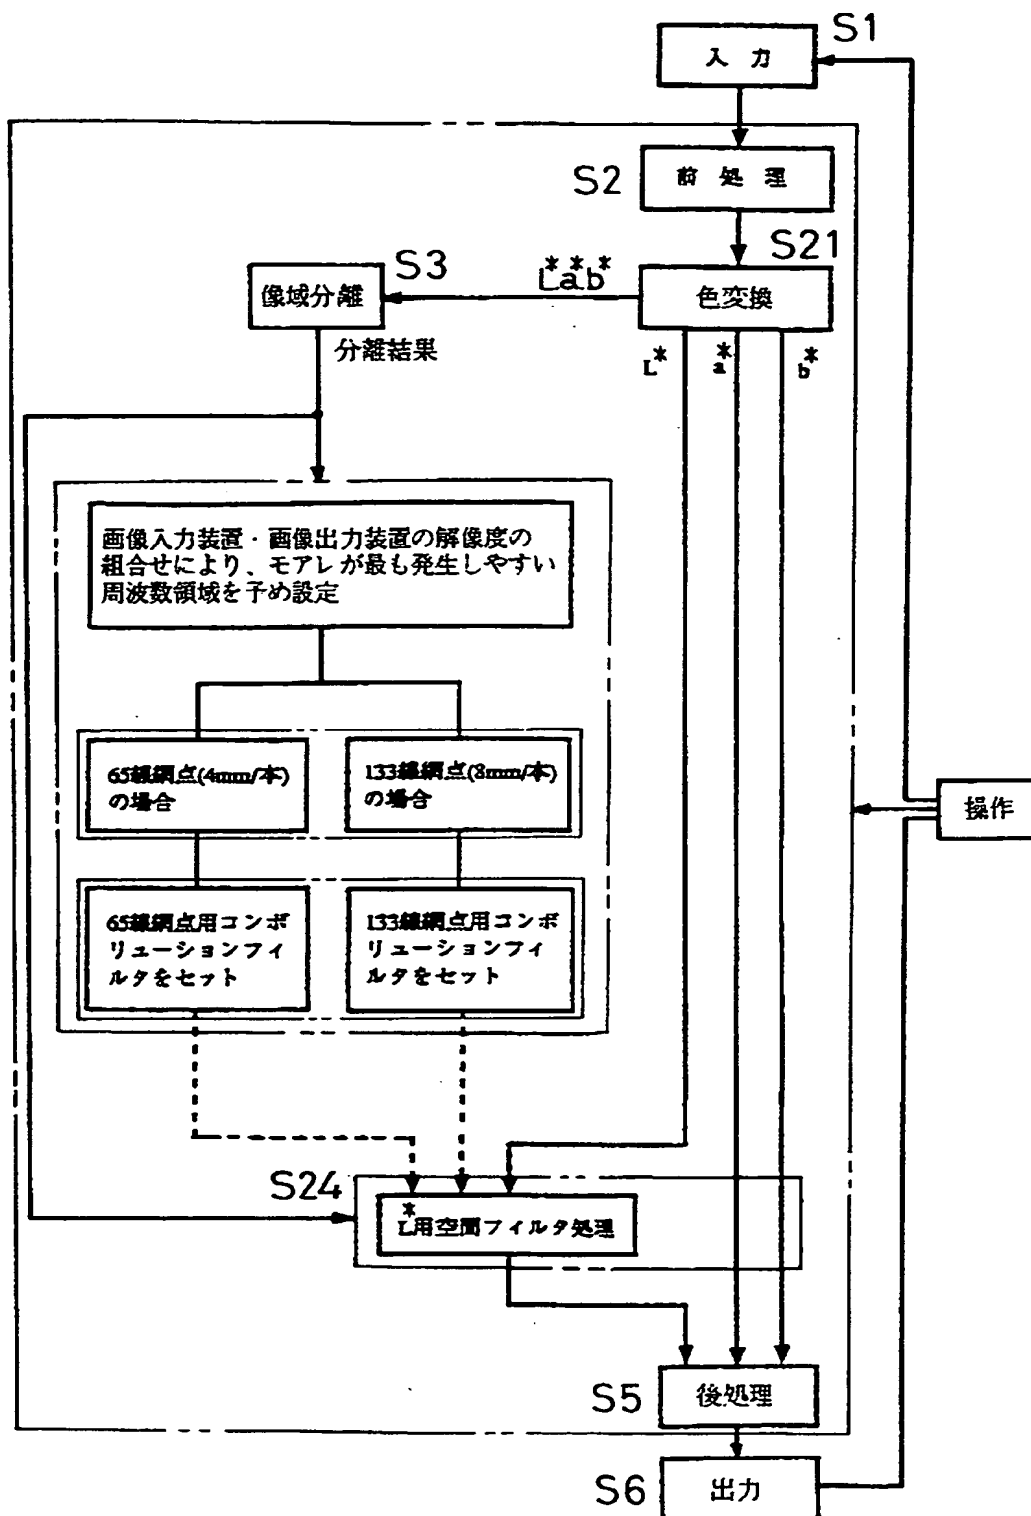 S1
入力
S2
前処理
S21
色変換
L*a*b*
S3
像域分離
分離結果
L*
a*
b*
画像入力装置・画像出力装置の解像度の
組合せにより、モアレが最も発生しやすい
周波数領域を予め設定
65線網点(4mm/本)
の場合
133線網点(8mm/本)
の場合
操作
65線網点用コンボ
リューションフィ
ルタをセット
133線網点用コンボ
リューションフィ
ルタをセット
S24
L*用空間フィルタ処理
S5
後処理
S6
出力